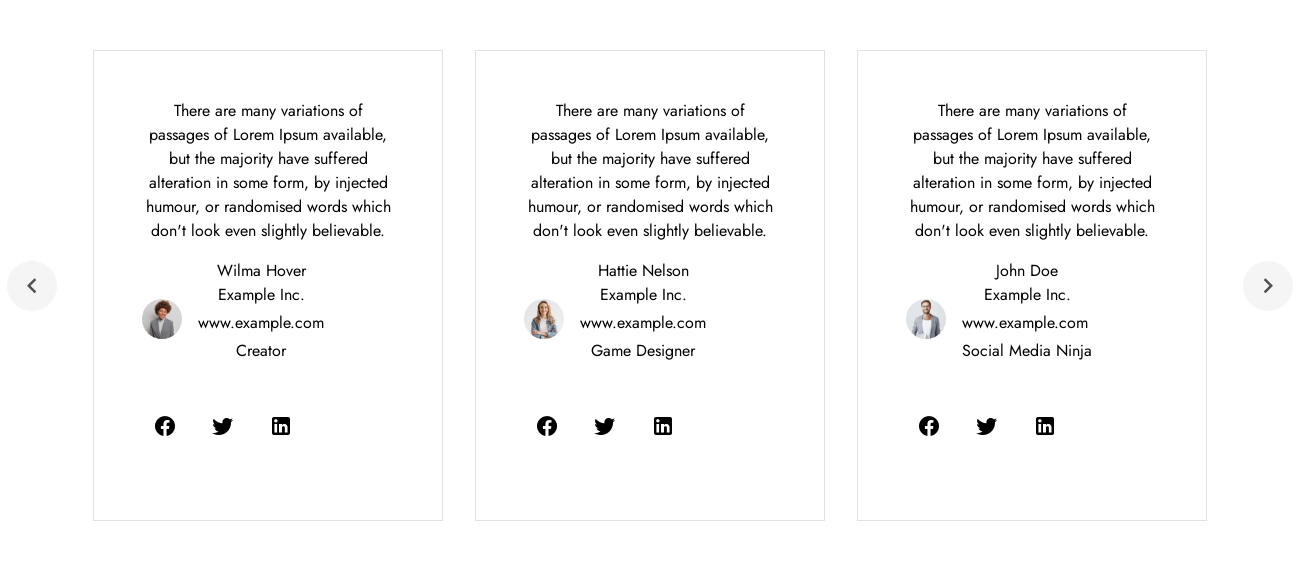 There are many variations of
passages of Lorem Ipsum available,
but the majority have suffered
alteration in some form, by injected
humour, or randomised words which
don't look even slightly believable.
Wilma Hover
Example Inc.
www.example.com
Creator
There are many variations of
passages of Lorem Ipsum available,
but the majority have suffered
alteration in some form, by injected
humour, or randomised words which
don't look even slightly believable.
Hattie Nelson
Example Inc.
www.example.com
Game Designer
There are many variations of
passages of Lorem Ipsum available,
but the majority have suffered
alteration in some form, by injected
humour, or randomised words which
don't look even slightly believable.
John Doe
Example Inc.
www.example.com
Social Media Ninja